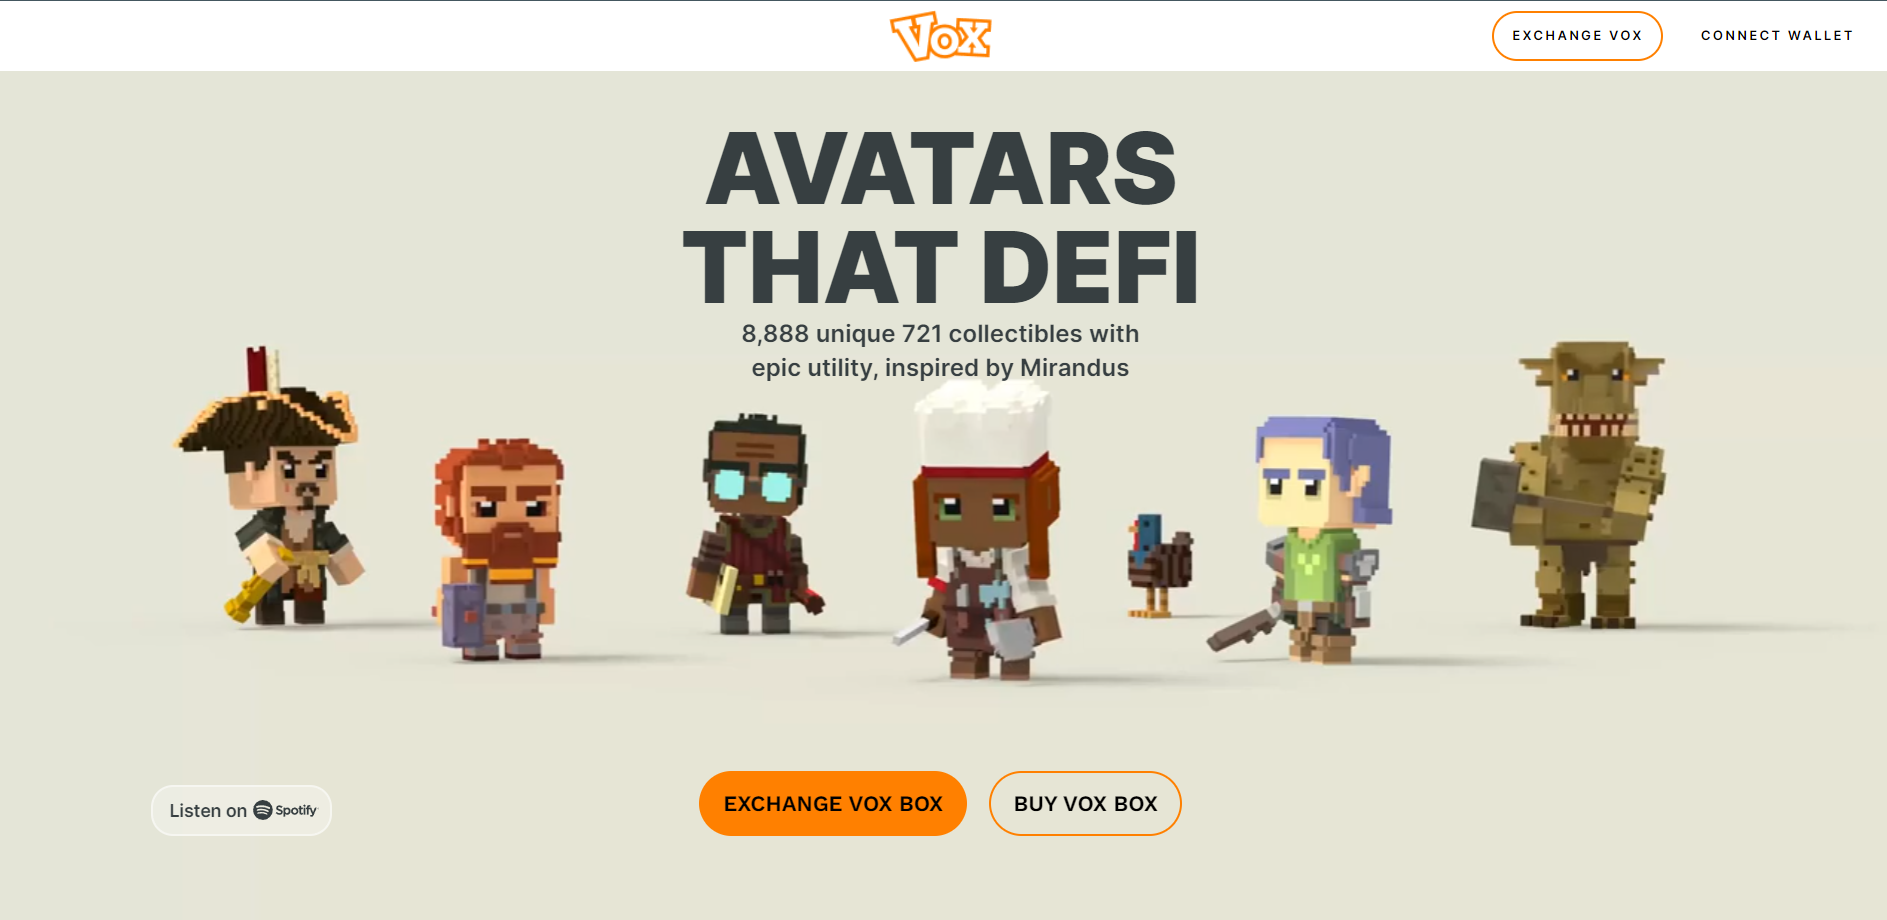 Vox
EXCHANGE VOX
CONNECT WALLET
AVATARS
THAT DEFI
8,888 unique 721 collectibles with
epic utility, inspired by Mirandus
Listen on Spotify
EXCHANGE VOX BOX
BUY VOX BOX